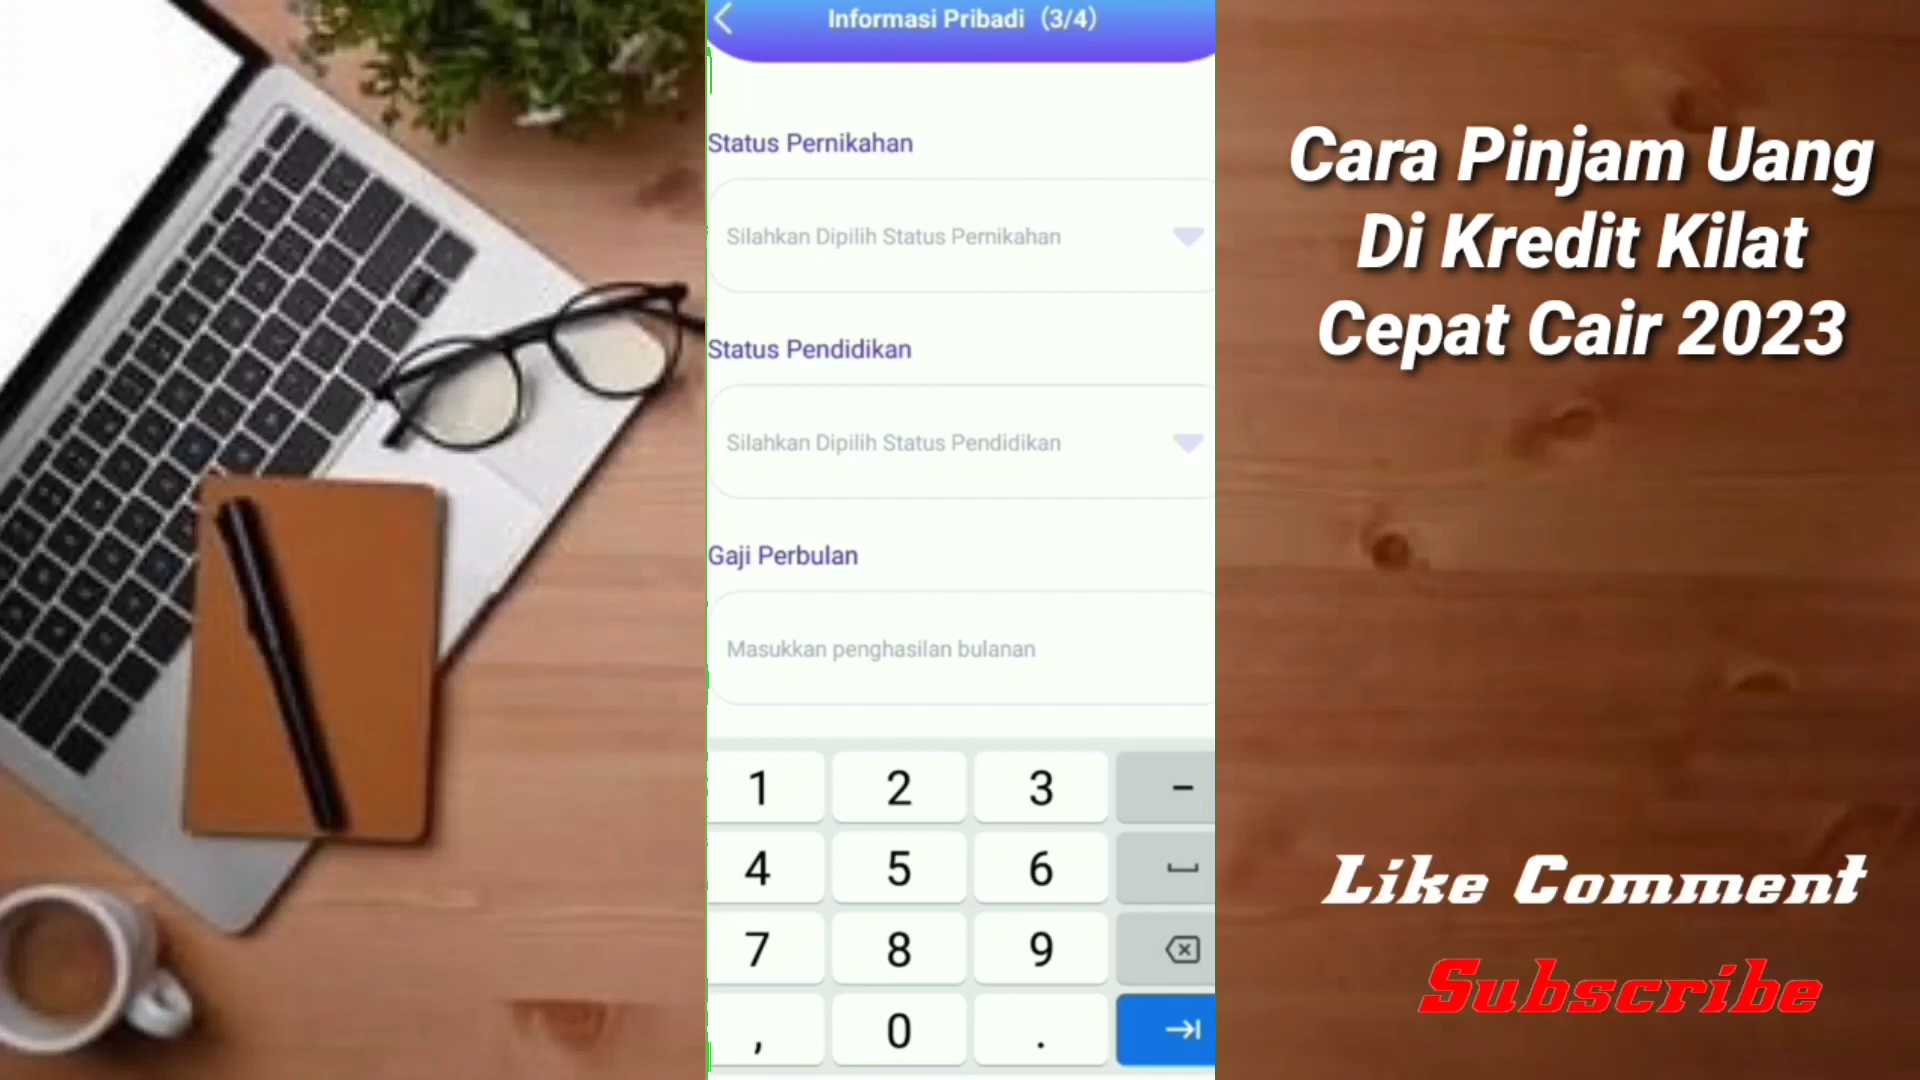 Informasi Pribadi (3/4)
Status Pernikahan
Silahkan Dipilih Status Pernikahan
Status Pendidikan
Silahkan Dipilih Status Pendidikan
Gaji Perbulan
Masukkan penghasilan bulanan
1 2 3 -
4 5 6
7 8 9
, 0 .
Cara Pinjam Uang
Di Kredit Kilat
Cepat Cair 2023
Like Comment
Subscribe